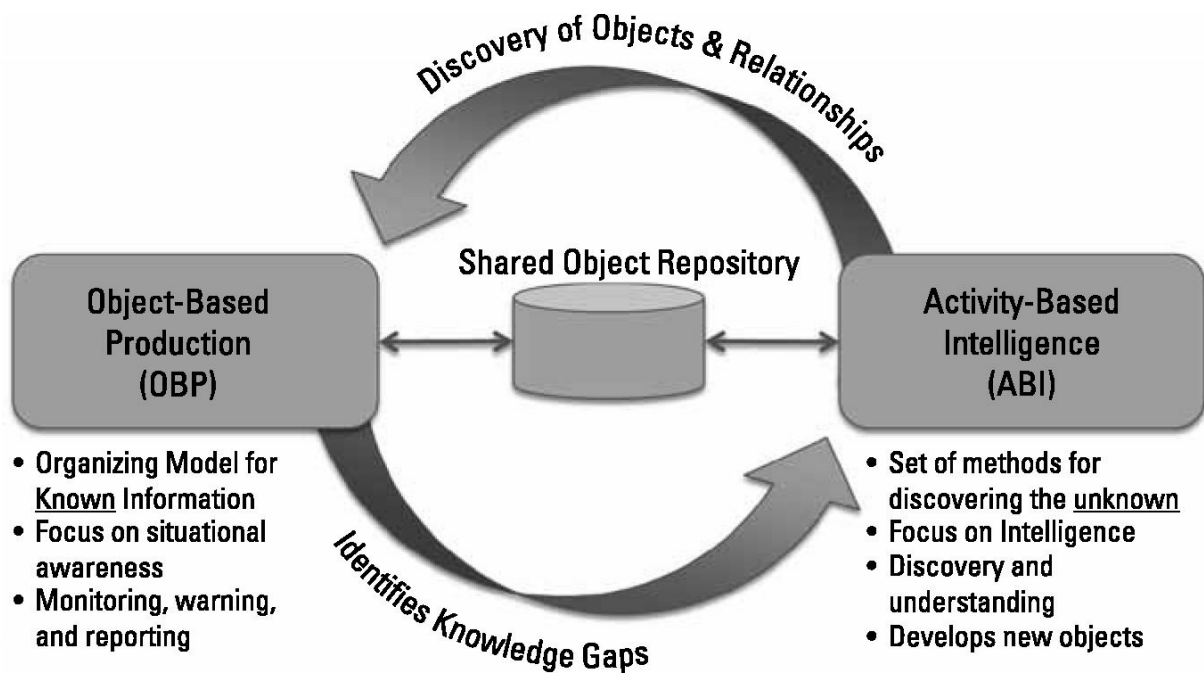 Discovery of Objects & Relationships
Shared Object Repository
Object-Based
Production
(OBP)
Activity-Based
Intelligence
(ABI)
• Organizing Model for
Known Information
• Focus on situational
awareness
• Monitoring, warning,
and reporting
Identifies Knowledge Gaps
• Set of methods for
discovering the unknown
• Focus on Intelligence
• Discovery and
understanding
• Develops new objects